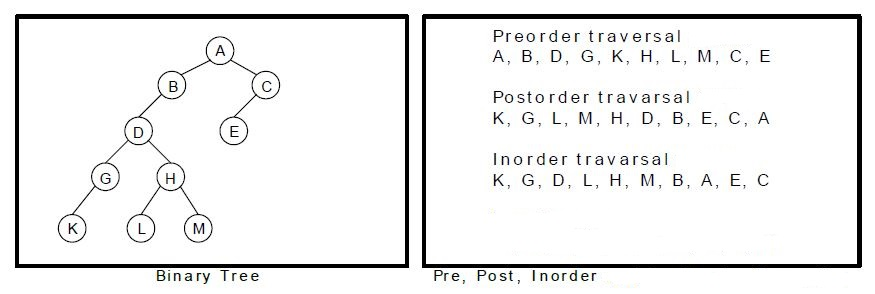 A
B
C
D
E
G
H
K
L
M
Binary Tree
Preorder traversal
A, B, D, G, K, H, L, M, C, E
Postorder travarsal
K, G, L, M, H, D, B, E, C, A
Inorder travarsal
K, G, D, L, H, M, B, A, E, C
Pre, Post, Inorder